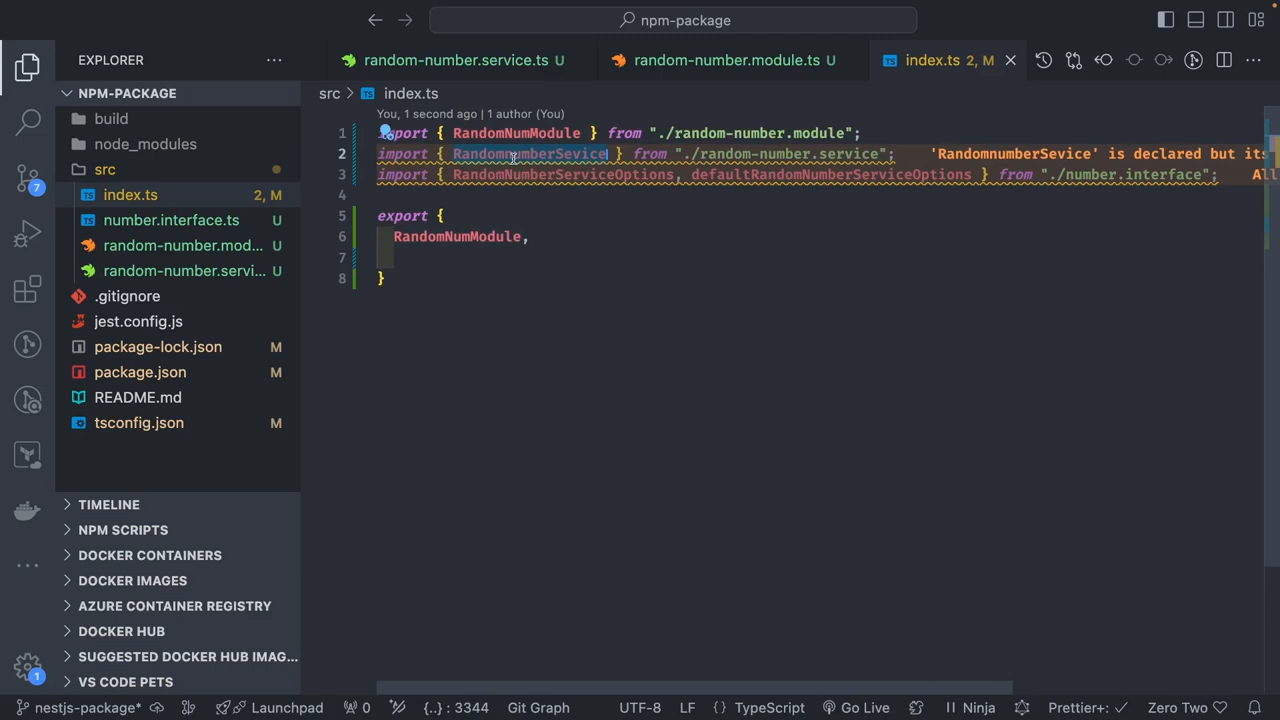 npm-package
EXPLORER
random-number.service.ts U
random-number.module.ts U
index.ts 2, M
NPM-PACKAGE
src > index.ts
You, 1 second ago | 1 author (You)
build
node_modules
src
index.ts 2, M
number.interface.ts U
random-number.mod... U
random-number.servi... U
.gitignore
jest.config.js
package-lock.json M
package.json M
README.md
tsconfig.json M
1 import { RandomNumModule } from "./random-number.module";
2 import { RandomnumberSevice } from "./random-number.service"; 'RandomnumberSevice' is declared but its
3 import { RandomNumberServiceOptions, defaultRandomNumberServiceOptions } from "./number.interface"; All
4
5 export {
6 RandomNumModule,
7
8 }
7
TIMELINE
NPM SCRIPTS
DOCKER CONTAINERS
DOCKER IMAGES
AZURE CONTAINER REGISTRY
DOCKER HUB
SUGGESTED DOCKER HUB IMAG...
VS CODE PETS
1
nestjs-package* Launchpad 0 {..} : 3344 Git Graph UTF-8 LF {} TypeScript Go Live Ninja Prettier+: ✓ Zero Two ♡